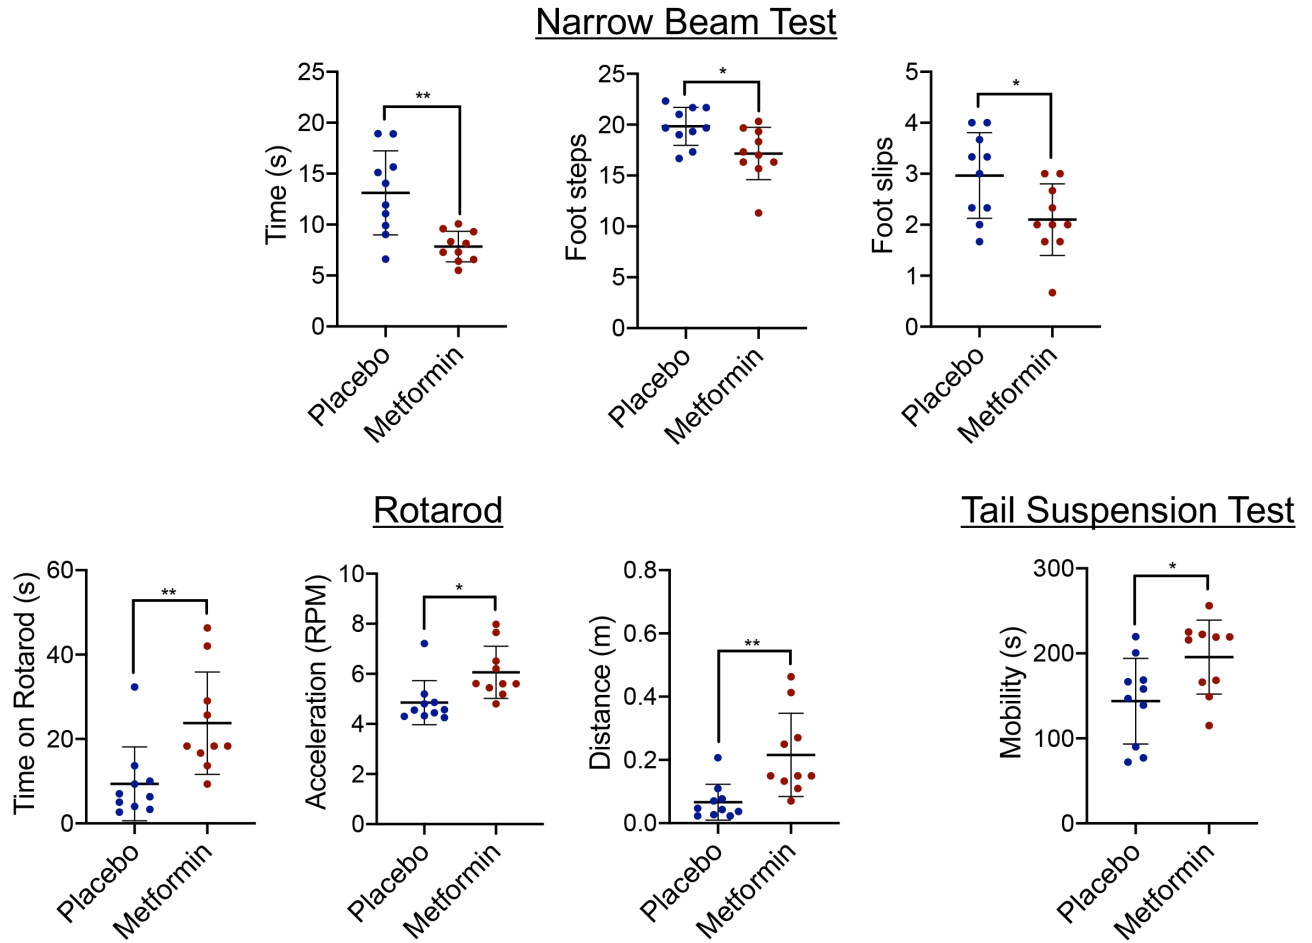 Narrow Beam Test
25
20
15
10
5
0
Time (s)
**
Placebo
Metformin
25
20
15
10
5
0
Foot steps
*
Placebo
Metformin
5
4
3
2
1
0
Foot slips
*
Placebo
Metformin
Rotarod
Tail Suspension Test
60
40
20
0
Time on Rotarod (s)
**
Placebo
Metformin
10
8
6
4
2
0
Acceleration (RPM)
*
Placebo
Metformin
0.8
0.6
0.4
0.2
0.0
Distance (m)
**
Placebo
Metformin
300
200
100
0
Mobility (s)
*
Placebo
Metformin